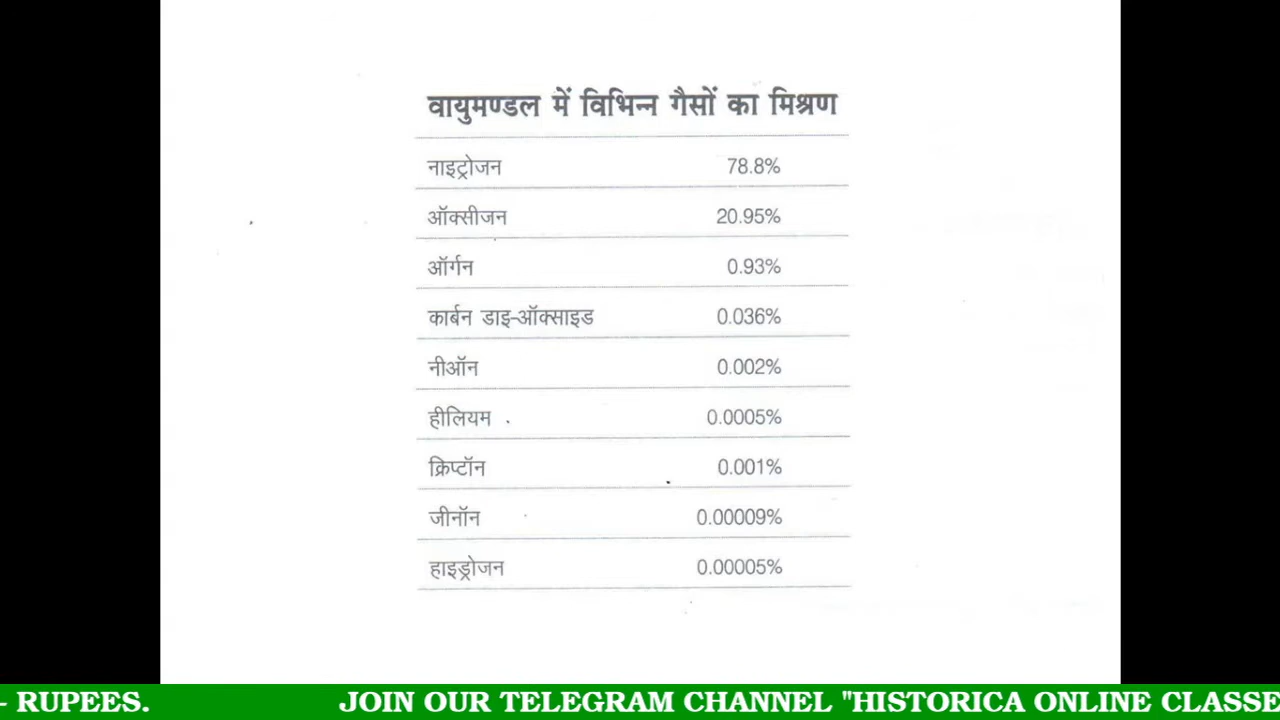 वायुमण्डल में विभिन्न गैसों का मिश्रण
नाइट्रोजन 78.8%
ऑक्सीजन 20.95%
ऑर्गन 0.93%
कार्बन डाइ-ऑक्साइड 0.036%
नीऑन 0.002%
हीलियम 0.0005%
क्रिप्टॉन 0.001%
जीनॉन 0.00009%
हाइड्रोजन 0.00005%
- RUPEES. JOIN OUR TELEGRAM CHANNEL "HISTORICA ONLINE CLASSE